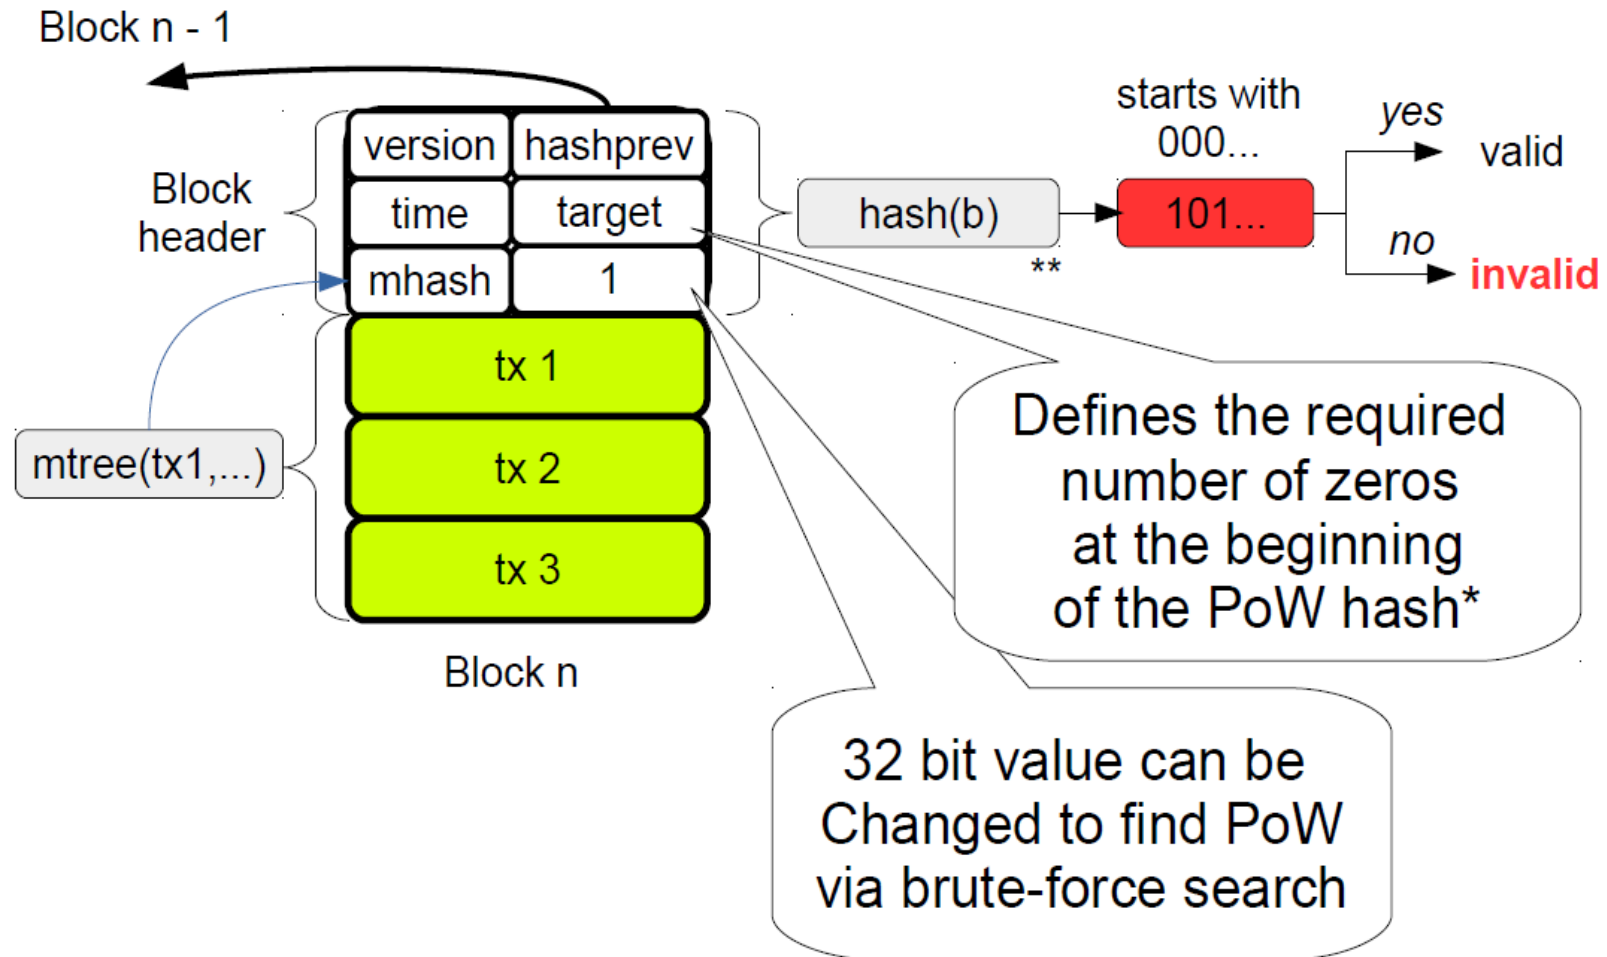 Block n - 1
starts with
000...
yes
valid
version hashprev
Block
header
time target
hash(b)
101...
no
invalid
**
mhash 1
tx 1
mtree(tx1,...)
tx 2
tx 3
Block n
Defines the required
number of zeros
at the beginning
of the PoW hash*
32 bit value can be
Changed to find PoW
via brute-force search